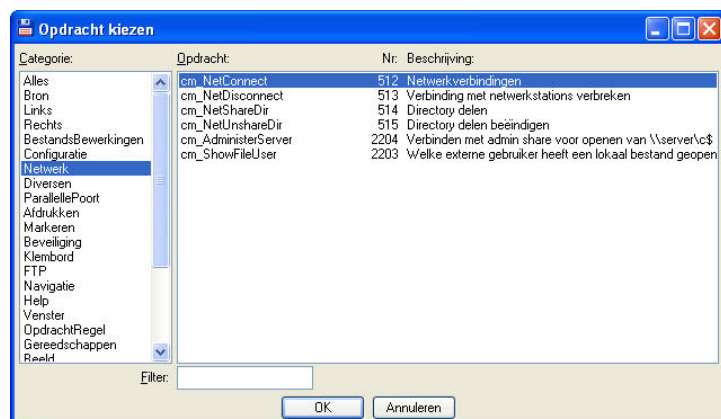 Opdracht kiezen
Categorie:
Opdracht:
Nr.
Beschrijving:
Alles
Bron
Links
Rechts
BestandsBewerkingen
Configuratie
Netwerk
Diversen
ParallellePoort
Afdrukken
Markeren
Beveiliging
Klembord
FTP
Navigatie
Help
Venster
OpdrachtRegel
Gereedschappen
Beeld
cm_NetConnect 512 Netwerkverbindingen
cm_NetDisconnect 513 Verbinding met netwerkstations verbreken
cm_NetShareDir 514 Directory delen
cm_NetUnshareDir 515 Directory delen beëindigen
cm_AdministerServer 2204 Verbinden met admin share voor openen van \\server\c$
cm_ShowFileUser 2203 Welke externe gebruiker heeft een lokaal bestand geopen
Filter:
OK
Annuleren